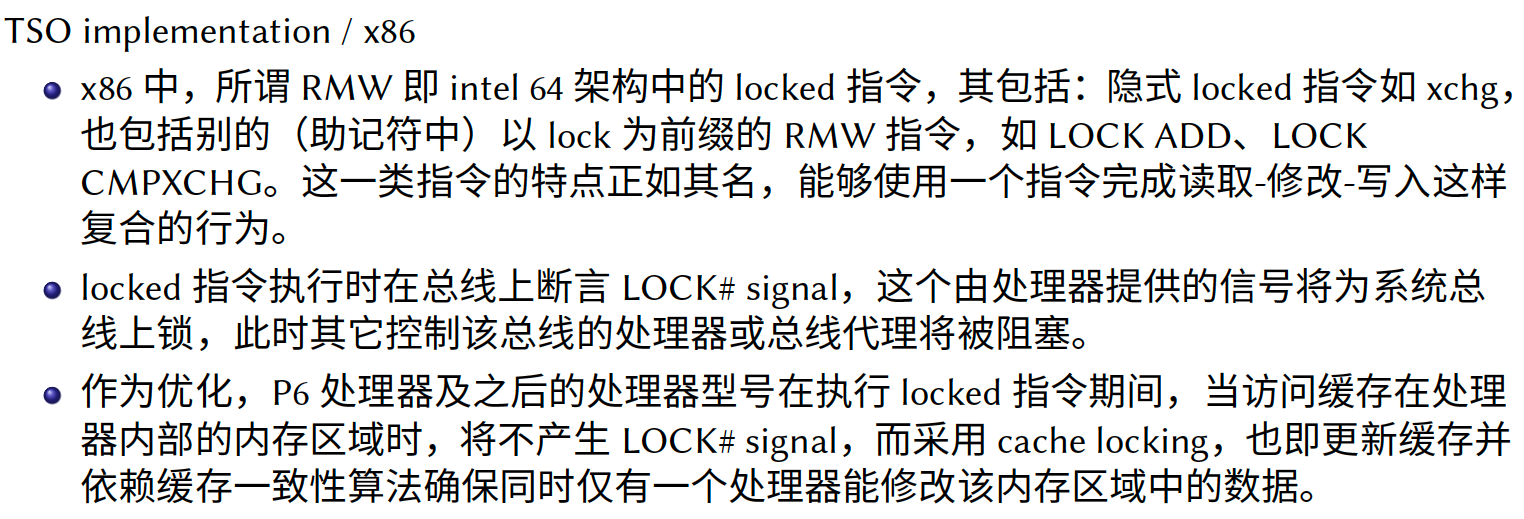 TSO implementation / x86
x86 中，所谓 RMW 即 intel 64 架构中的 locked 指令，其包括：隐式 locked 指令如 xchg，
也包括别的（助记符中）以 lock 为前缀的 RMW 指令，如 LOCK ADD、LOCK
CMPXCHG。这一类指令的特点正如其名，能够使用一个指令完成读取-修改-写入这样
复合的行为。
locked 指令执行时在总线上断言 LOCK# signal，这个由处理器提供的信号将为系统总
线上锁，此时其它控制该总线的处理器或总线代理将被阻塞。
作为优化，P6 处理器及之后的处理器型号在执行 locked 指令期间，当访问缓存在处理
器内部的内存区域时，将不产生 LOCK# signal，而采用 cache locking，也即更新缓存并
依赖缓存一致性算法确保同时仅有一个处理器能修改该内存区域中的数据。